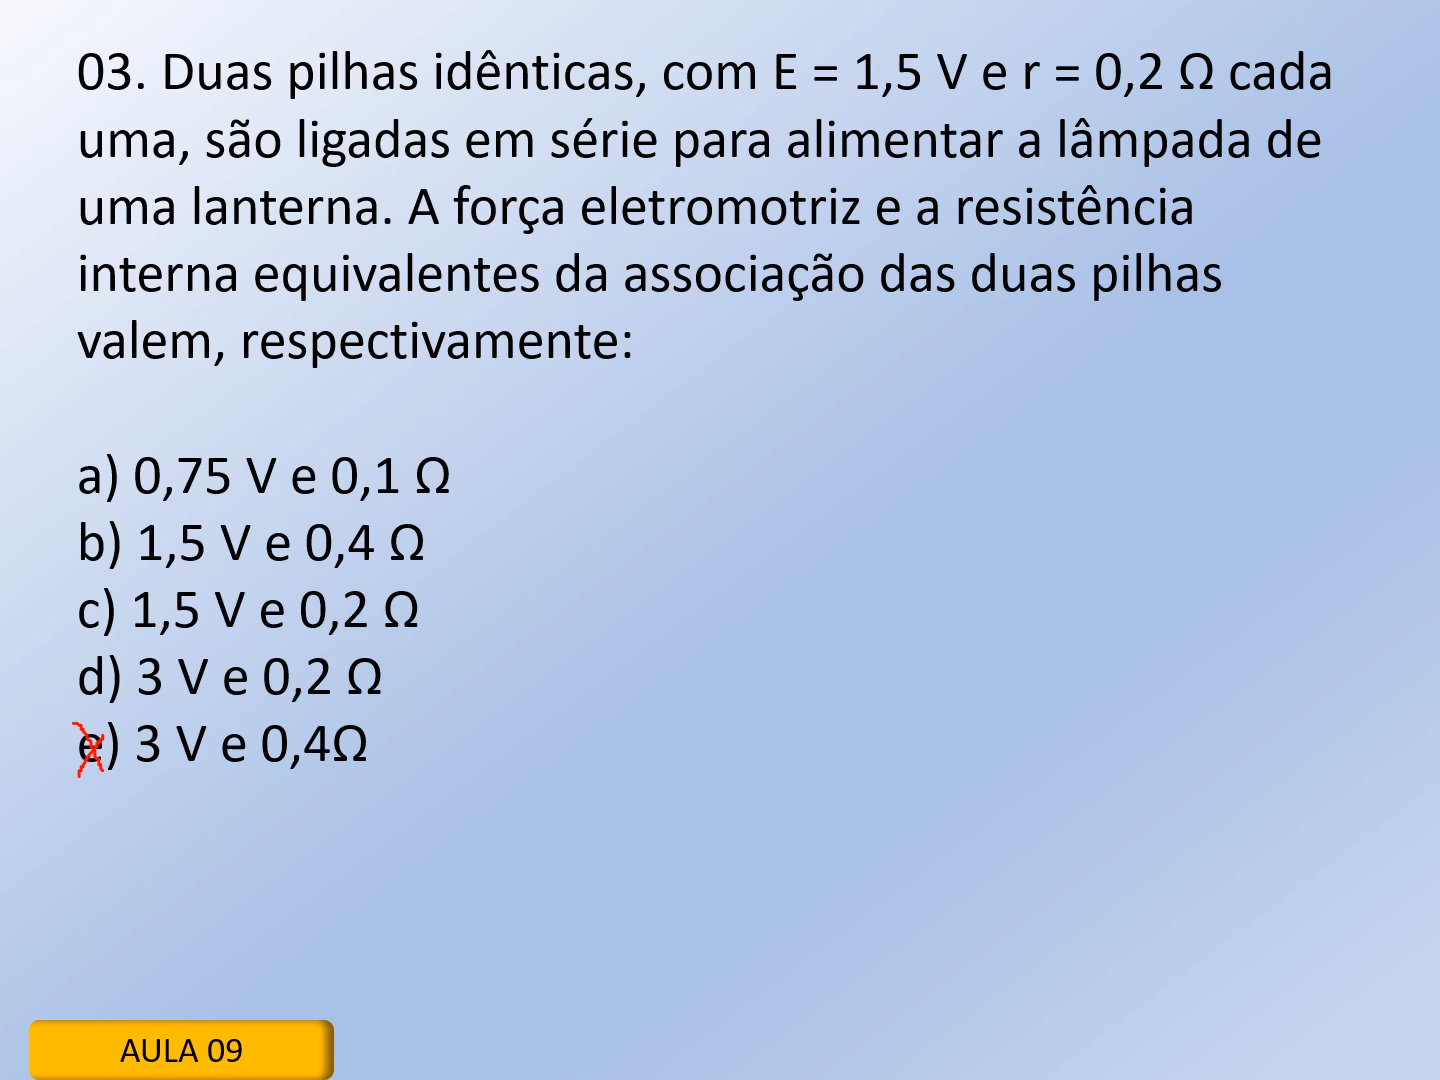 03. Duas pilhas idênticas, com E = 1,5 V e r = 0,2 Ω cada
uma, são ligadas em série para alimentar a lâmpada de
uma lanterna. A força eletromotriz e a resistência
interna equivalentes da associação das duas pilhas
valem, respectivamente:
a) 0,75 V e 0,1 Ω
b) 1,5 V e 0,4 Ω
c) 1,5 V e 0,2 Ω
d) 3 V e 0,2 Ω
e) 3 V e 0,4Ω
AULA 09